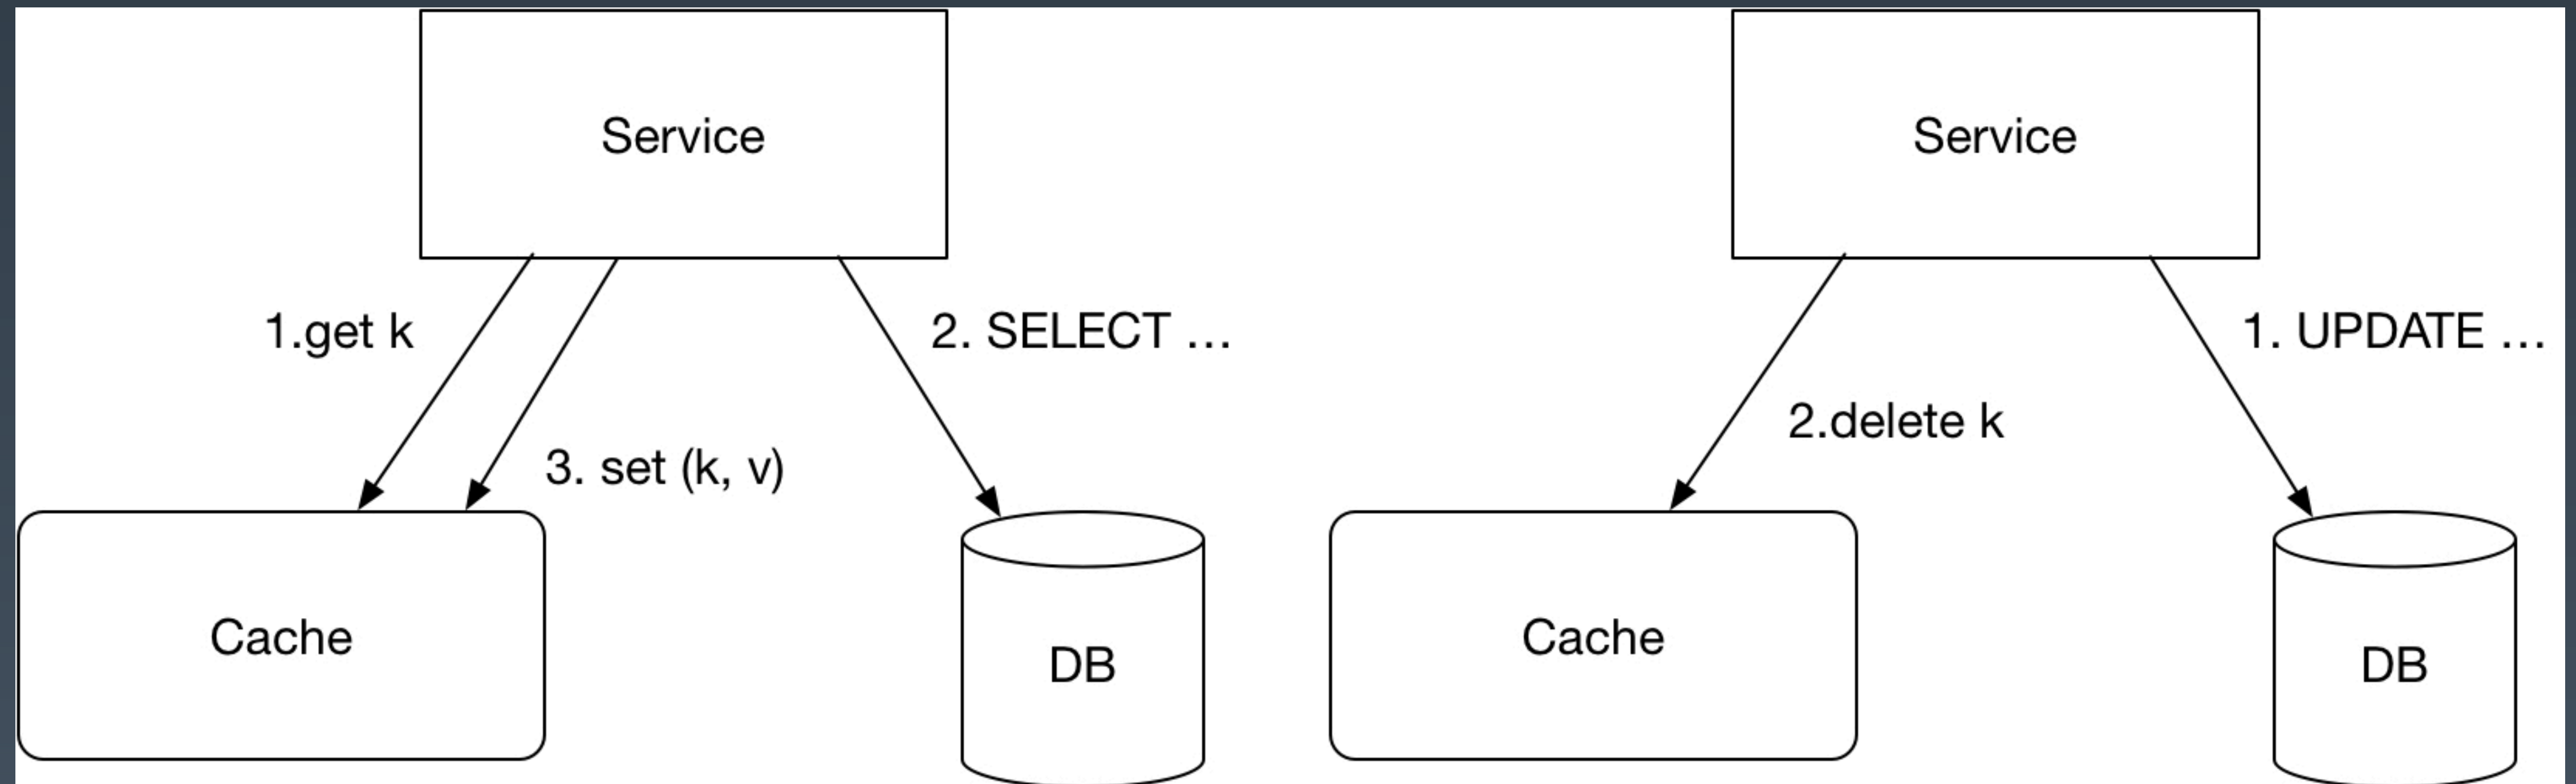 Service
1.get k
2. SELECT ...
3. set (k, v)
Cache
DB
Service
1. UPDATE ...
2.delete k
Cache
DB